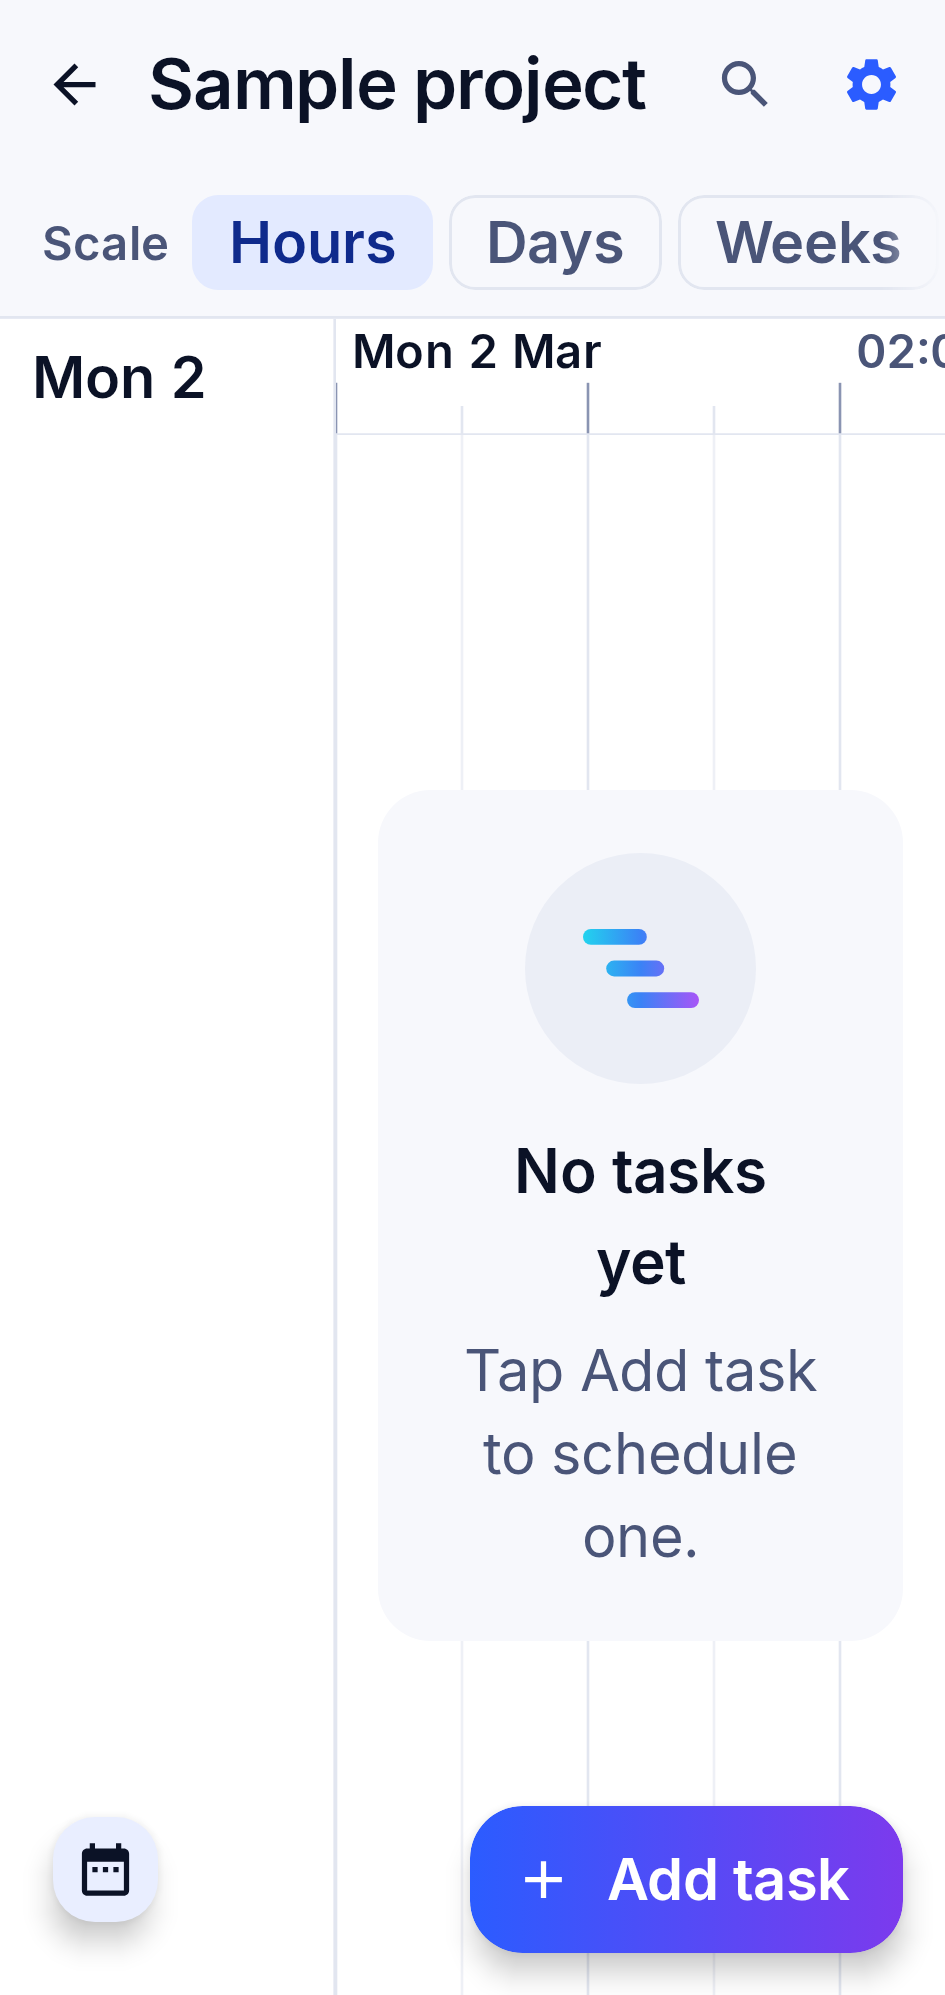 Sample project
Scale Hours Days Weeks
Mon 2
Mon 2 Mar
No tasks
yet
Tap Add task
to schedule
one.
Add task